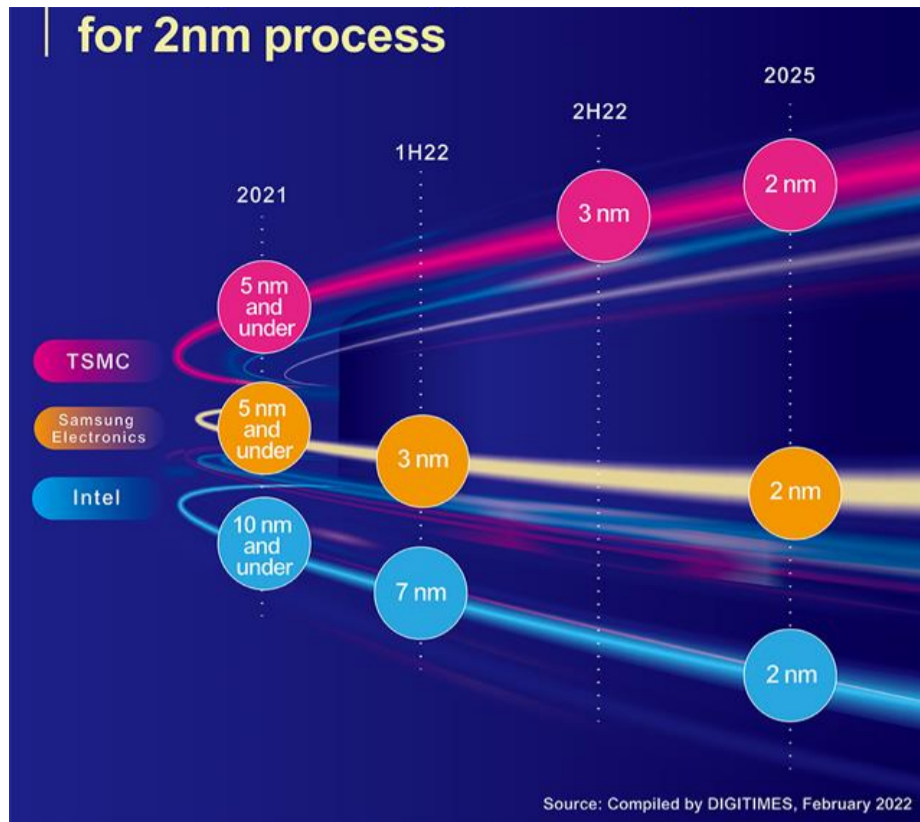 for 2nm process
2025
2H22
1H22
2021
2 nm
3 nm
5 nm
and
under
TSMC
5 nm
and
under
Samsung
Electronics
3 nm
2 nm
Intel
10 nm
and
under
7 nm
2 nm
Source: Compiled by DIGITIMES, February 2022